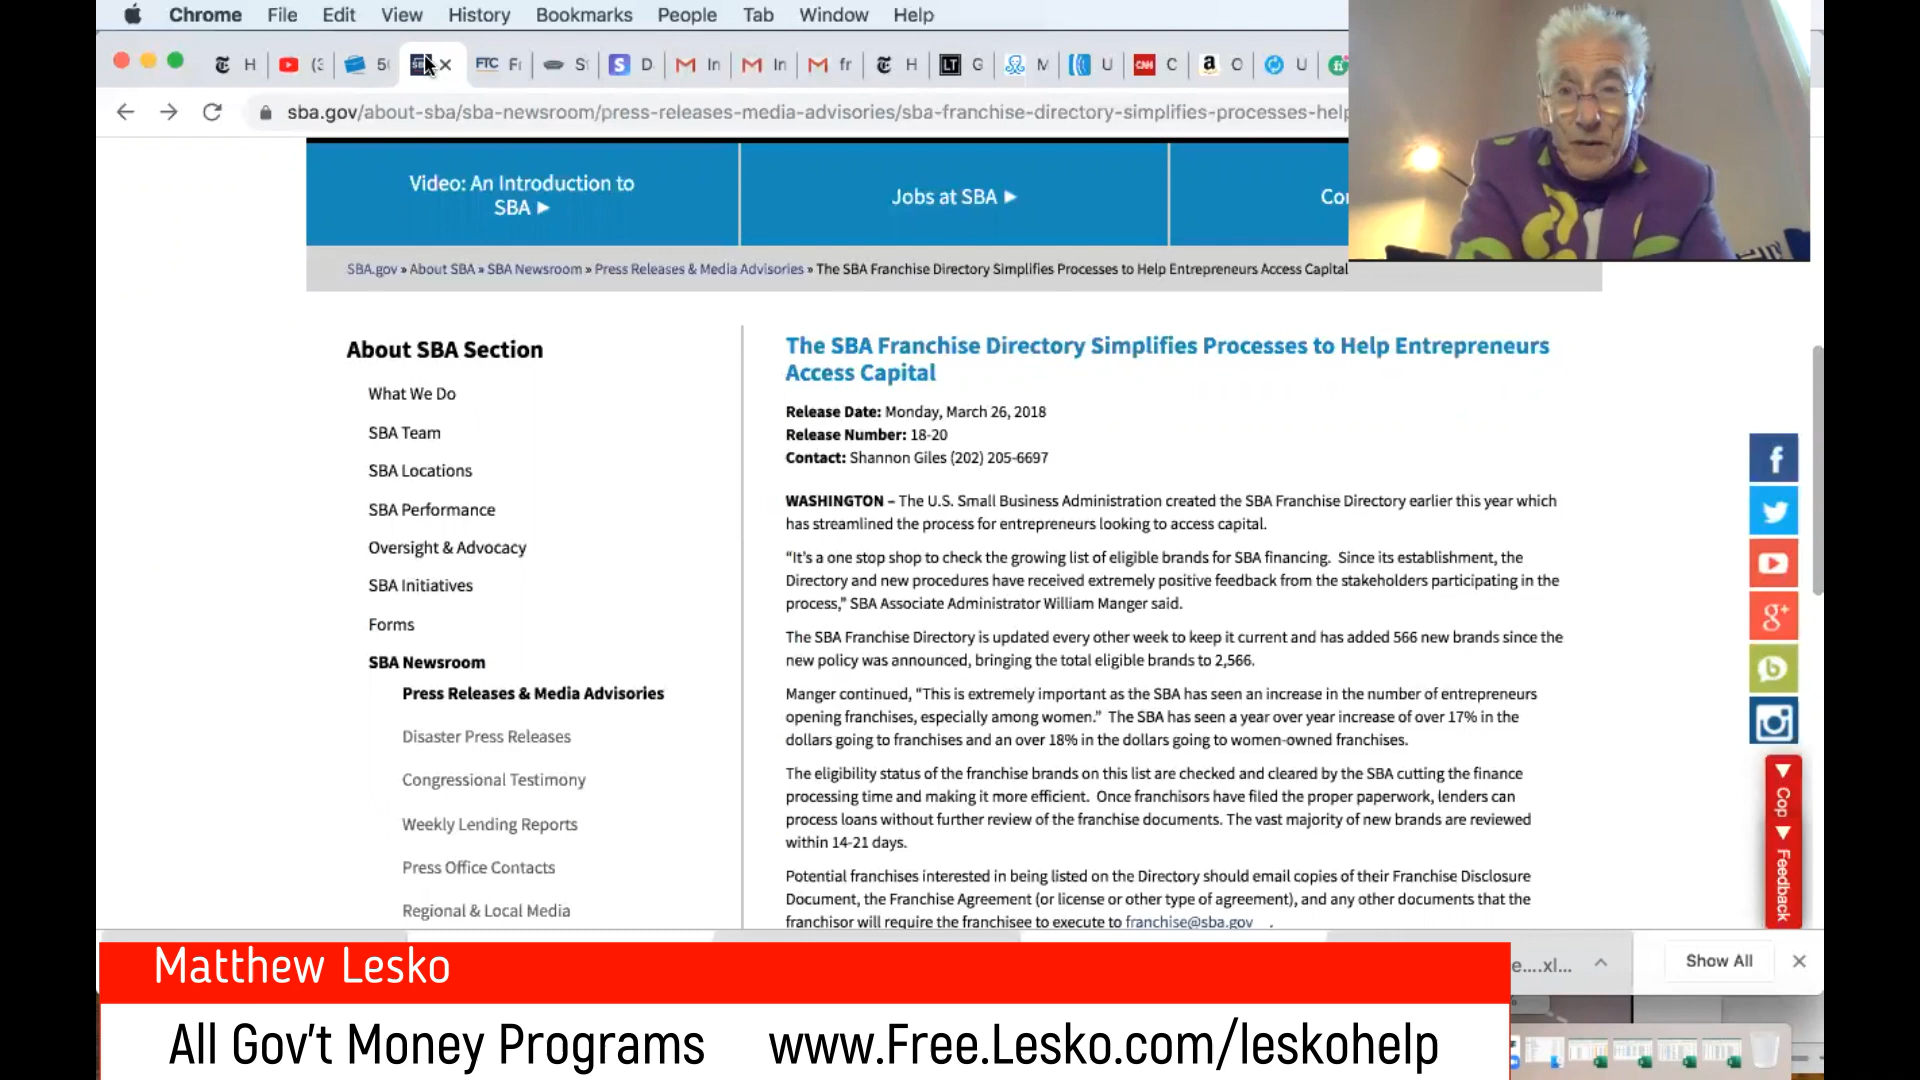 Chrome File Edit View History Bookmarks People Tab Window Help
H (3 5( FTC Fi S D In In fr H LT G M U CNN C a O U fi
sba.gov/about-sba/sba-newsroom/press-releases-media-advisories/sba-franchise-directory-simplifies-processes-help
Video: An Introduction to
SBA ▶
Jobs at SBA ▶
Co
SBA.gov » About SBA » SBA Newsroom » Press Releases & Media Advisories » The SBA Franchise Directory Simplifies Processes to Help Entrepreneurs Access Capital
About SBA Section
What We Do
SBA Team
SBA Locations
SBA Performance
Oversight & Advocacy
SBA Initiatives
Forms
SBA Newsroom
Press Releases & Media Advisories
Disaster Press Releases
Congressional Testimony
Weekly Lending Reports
Press Office Contacts
Regional & Local Media
The SBA Franchise Directory Simplifies Processes to Help Entrepreneurs
Access Capital
Release Date: Monday, March 26, 2018
Release Number: 18-20
Contact: Shannon Giles (202) 205-6697
WASHINGTON – The U.S. Small Business Administration created the SBA Franchise Directory earlier this year which
has streamlined the process for entrepreneurs looking to access capital.
“It’s a one stop shop to check the growing list of eligible brands for SBA financing. Since its establishment, the
Directory and new procedures have received extremely positive feedback from the stakeholders participating in the
process,” SBA Associate Administrator William Manger said.
The SBA Franchise Directory is updated every other week to keep it current and has added 566 new brands since the
new policy was announced, bringing the total eligible brands to 2,566.
Manger continued, “This is extremely important as the SBA has seen an increase in the number of entrepreneurs
opening franchises, especially among women.” The SBA has seen a year over year increase of over 17% in the
dollars going to franchises and an over 18% in the dollars going to women-owned franchises.
The eligibility status of the franchise brands on this list are checked and cleared by the SBA cutting the finance
processing time and making it more efficient. Once franchisors have filed the proper paperwork, lenders can
process loans without further review of the franchise documents. The vast majority of new brands are reviewed
within 14-21 days.
Potential franchises interested in being listed on the Directory should email copies of their Franchise Disclosure
Document, the Franchise Agreement (or license or other type of agreement), and any other documents that the
franchisor will require the franchisee to execute to franchise@sba.gov .
Cop
Feedback
e....xl...
Show All
Matthew Lesko
All Gov't Money Programs www.Free.Lesko.com/leskohelp